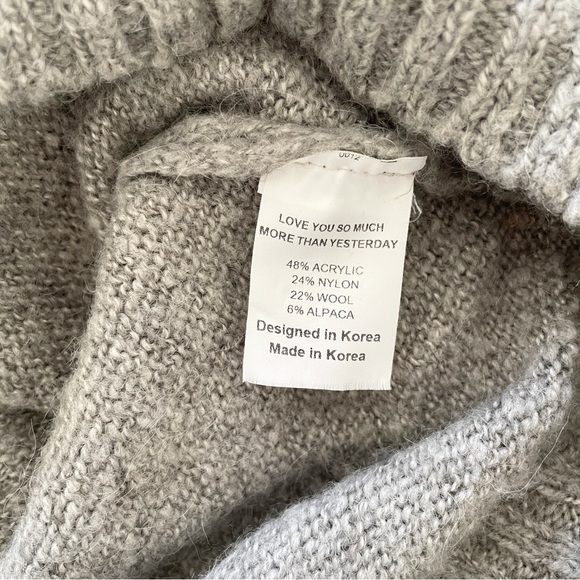 0012
LOVE YOU SO MUCH
MORE THAN YESTERDAY
48% ACRYLIC
24% NYLON
22% WOOL
6% ALPACA
Designed in Korea
Made in Korea